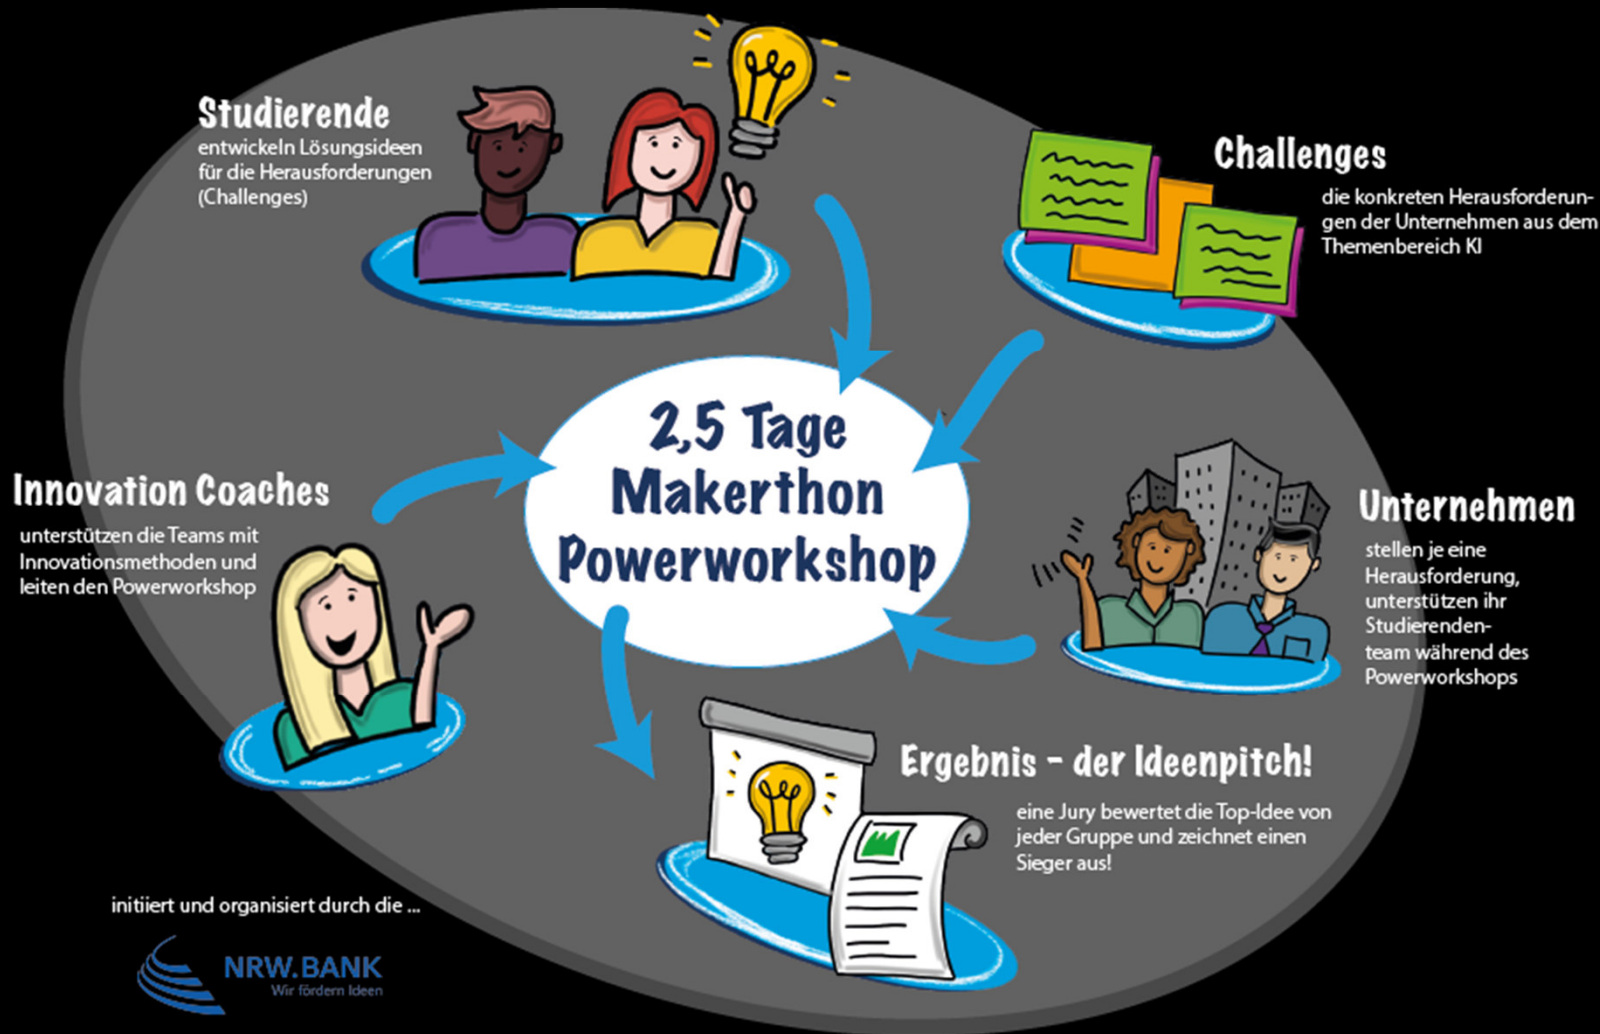 Studierende
entwickeln Lösungsideen
für die Herausforderungen
(Challenges)
Challenges
die konkreten Herausforderun-
gen der Unternehmen aus dem
Themenbereich KI
2,5 Tage
Makerthon
Powerworkshop
Innovation Coaches
unterstützen die Teams mit
Innovationsmethoden und
leiten den Powerworkshop
Unternehmen
stellen je eine
Herausforderung,
unterstützen ihr
Studierenden-
team während des
Powerworkshops
Ergebnis – der Ideenpitch!
eine Jury bewertet die Top-Idee von
jeder Gruppe und zeichnet einen
Sieger aus!
initiiert und organisiert durch die ...
NRW.BANK
Wir fördern Ideen